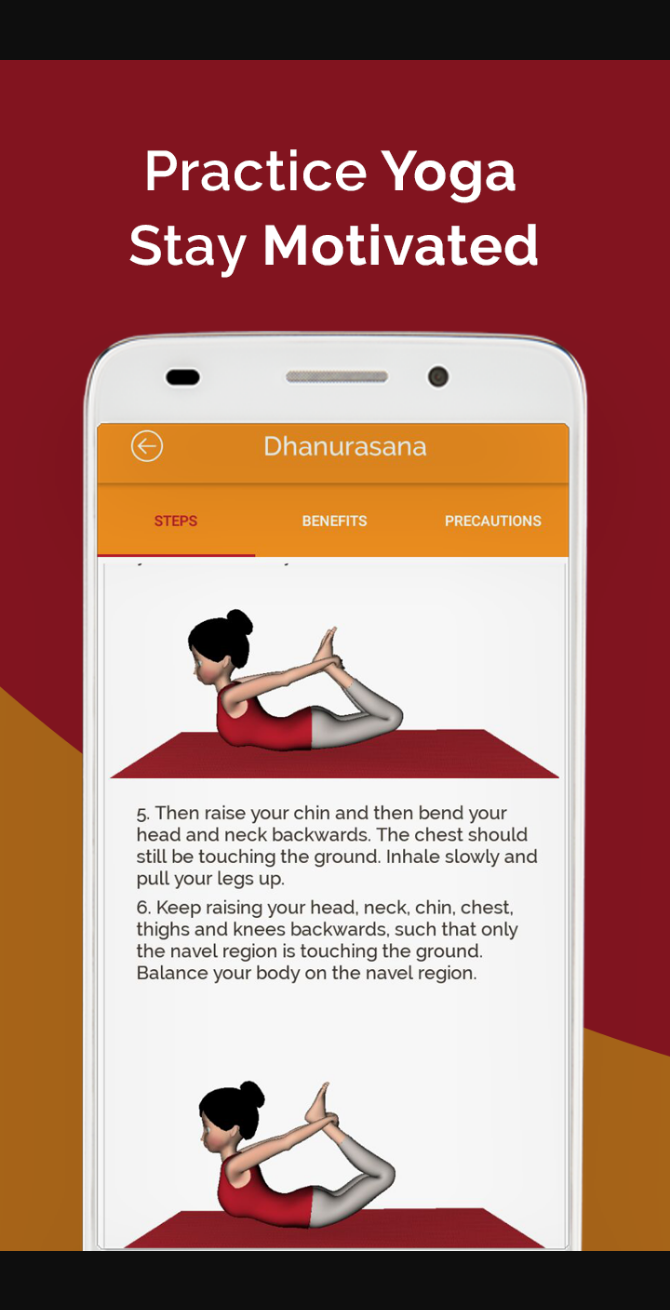 Practice Yoga
Stay Motivated
Dhanurasana
STEPS
BENEFITS
PRECAUTIONS
5. Then raise your chin and then bend your
head and neck backwards. The chest should
still be touching the ground. Inhale slowly and
pull your legs up.
6. Keep raising your head, neck, chin, chest,
thighs and knees backwards, such that only
the navel region is touching the ground.
Balance your body on the navel region.